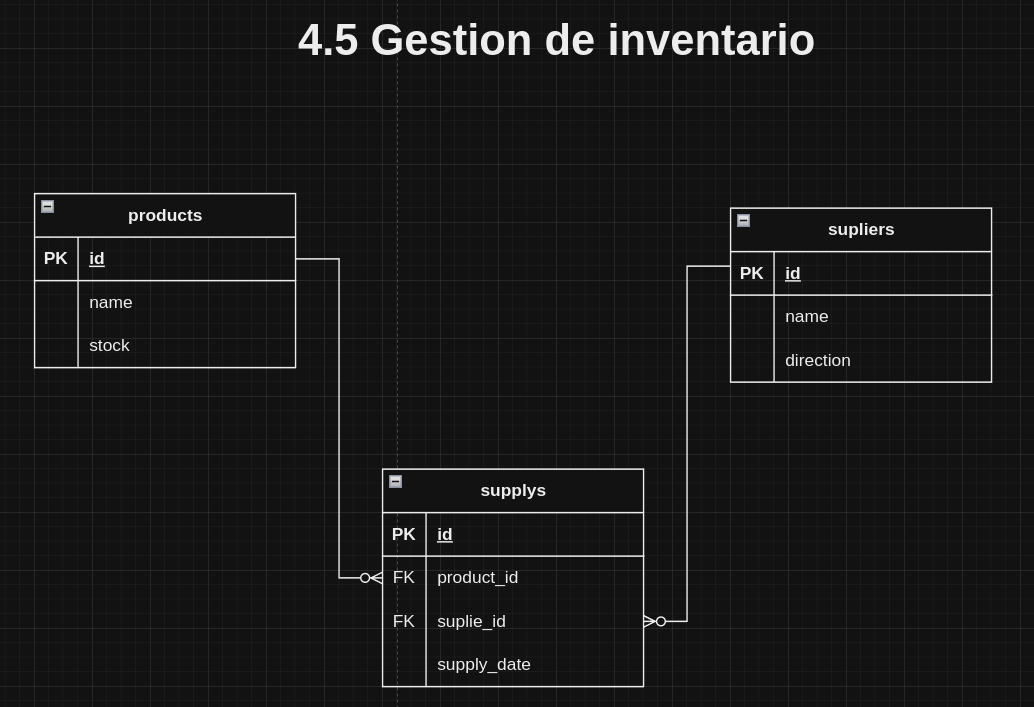 4.5 Gestion de inventario
products
PK id
name
stock
supliers
PK id
name
direction
supplys
PK id
FK product_id
FK suplie_id
supply_date